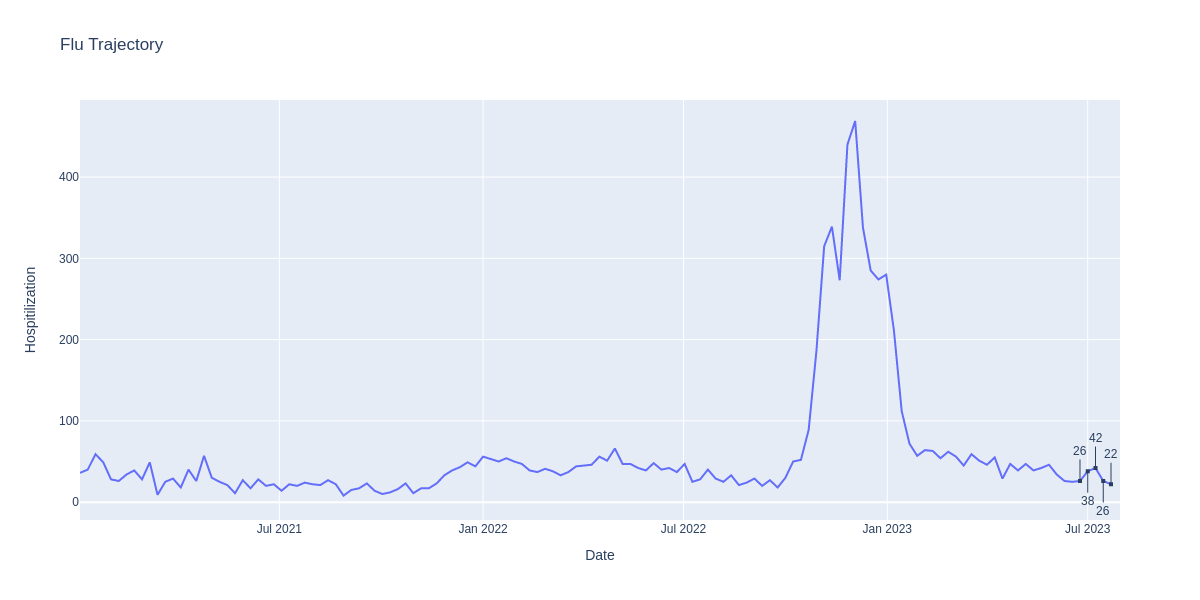 Flu Trajectory
400
300
200
100
0
Hospitilization
42
26
22
38
26
Jul 2021
Jan 2022
Jul 2022
Jan 2023
Jul 2023
Date